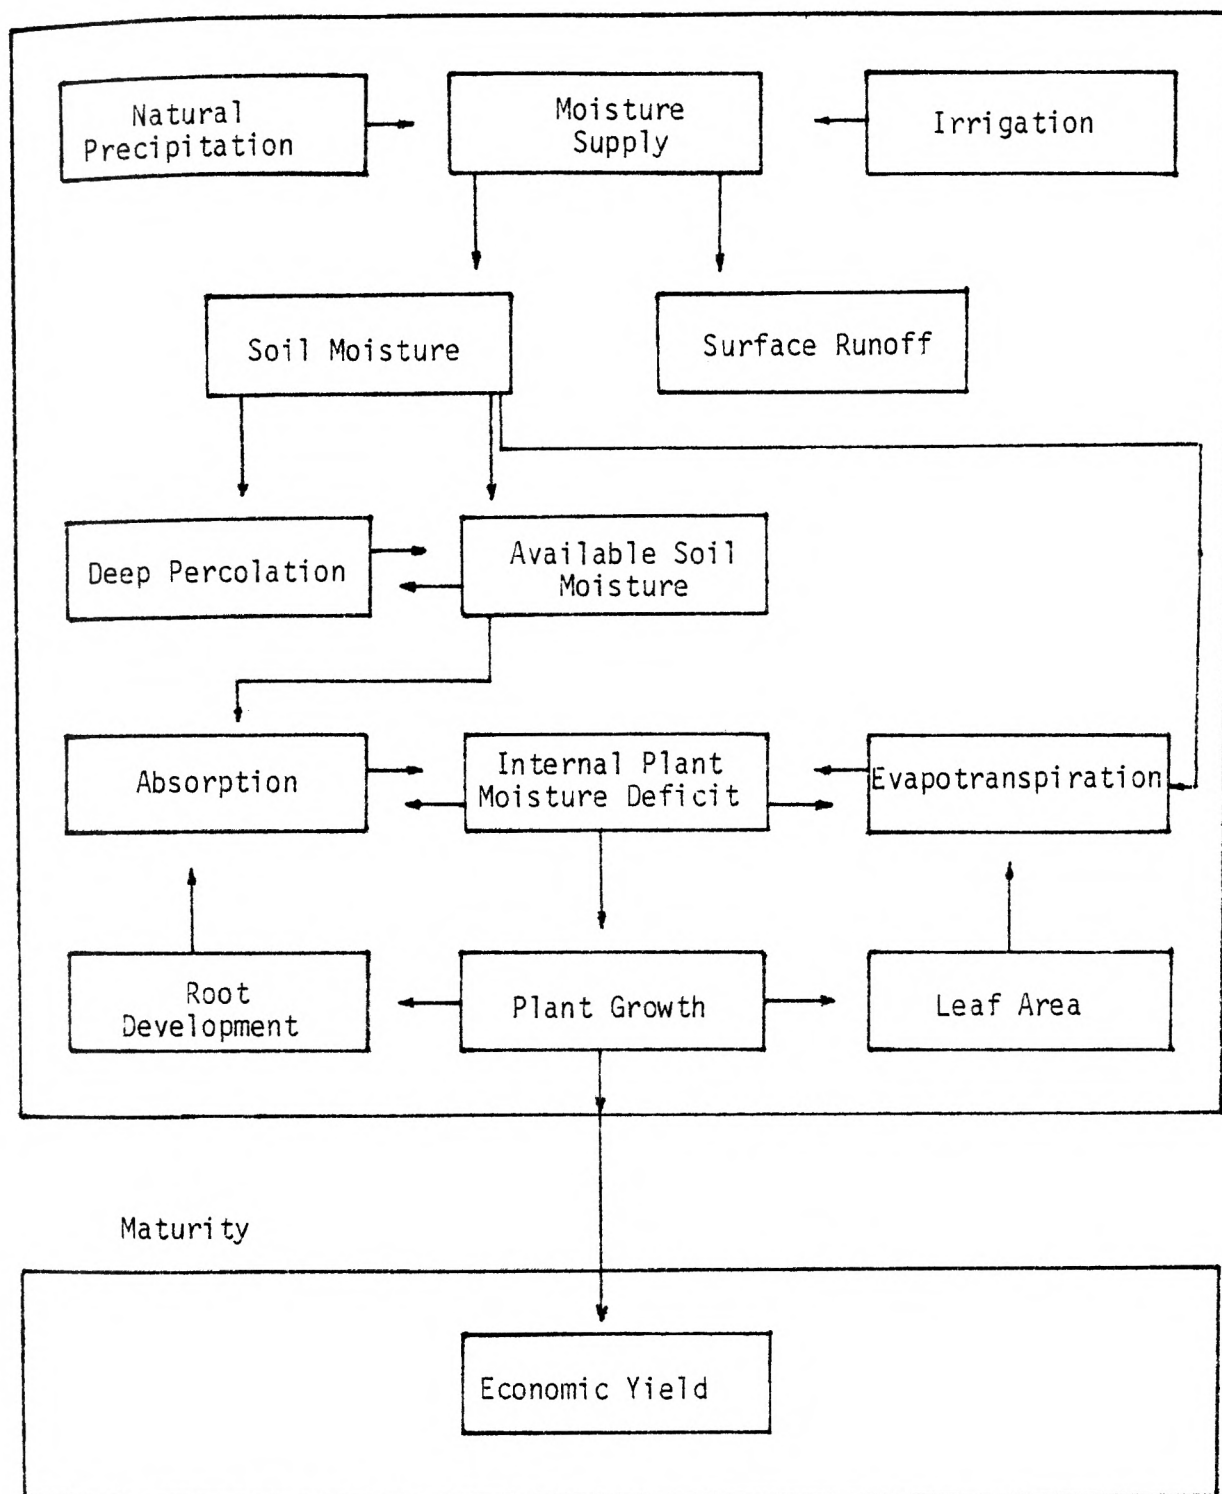 Natural
Precipitation
Moisture
Supply
Irrigation
Soil Moisture
Surface Runoff
Deep Percolation
Available Soil
Moisture
Absorption
Internal Plant
Moisture Deficit
Evapotranspiration
Root
Development
Plant Growth
Leaf Area
Maturity
Economic Yield